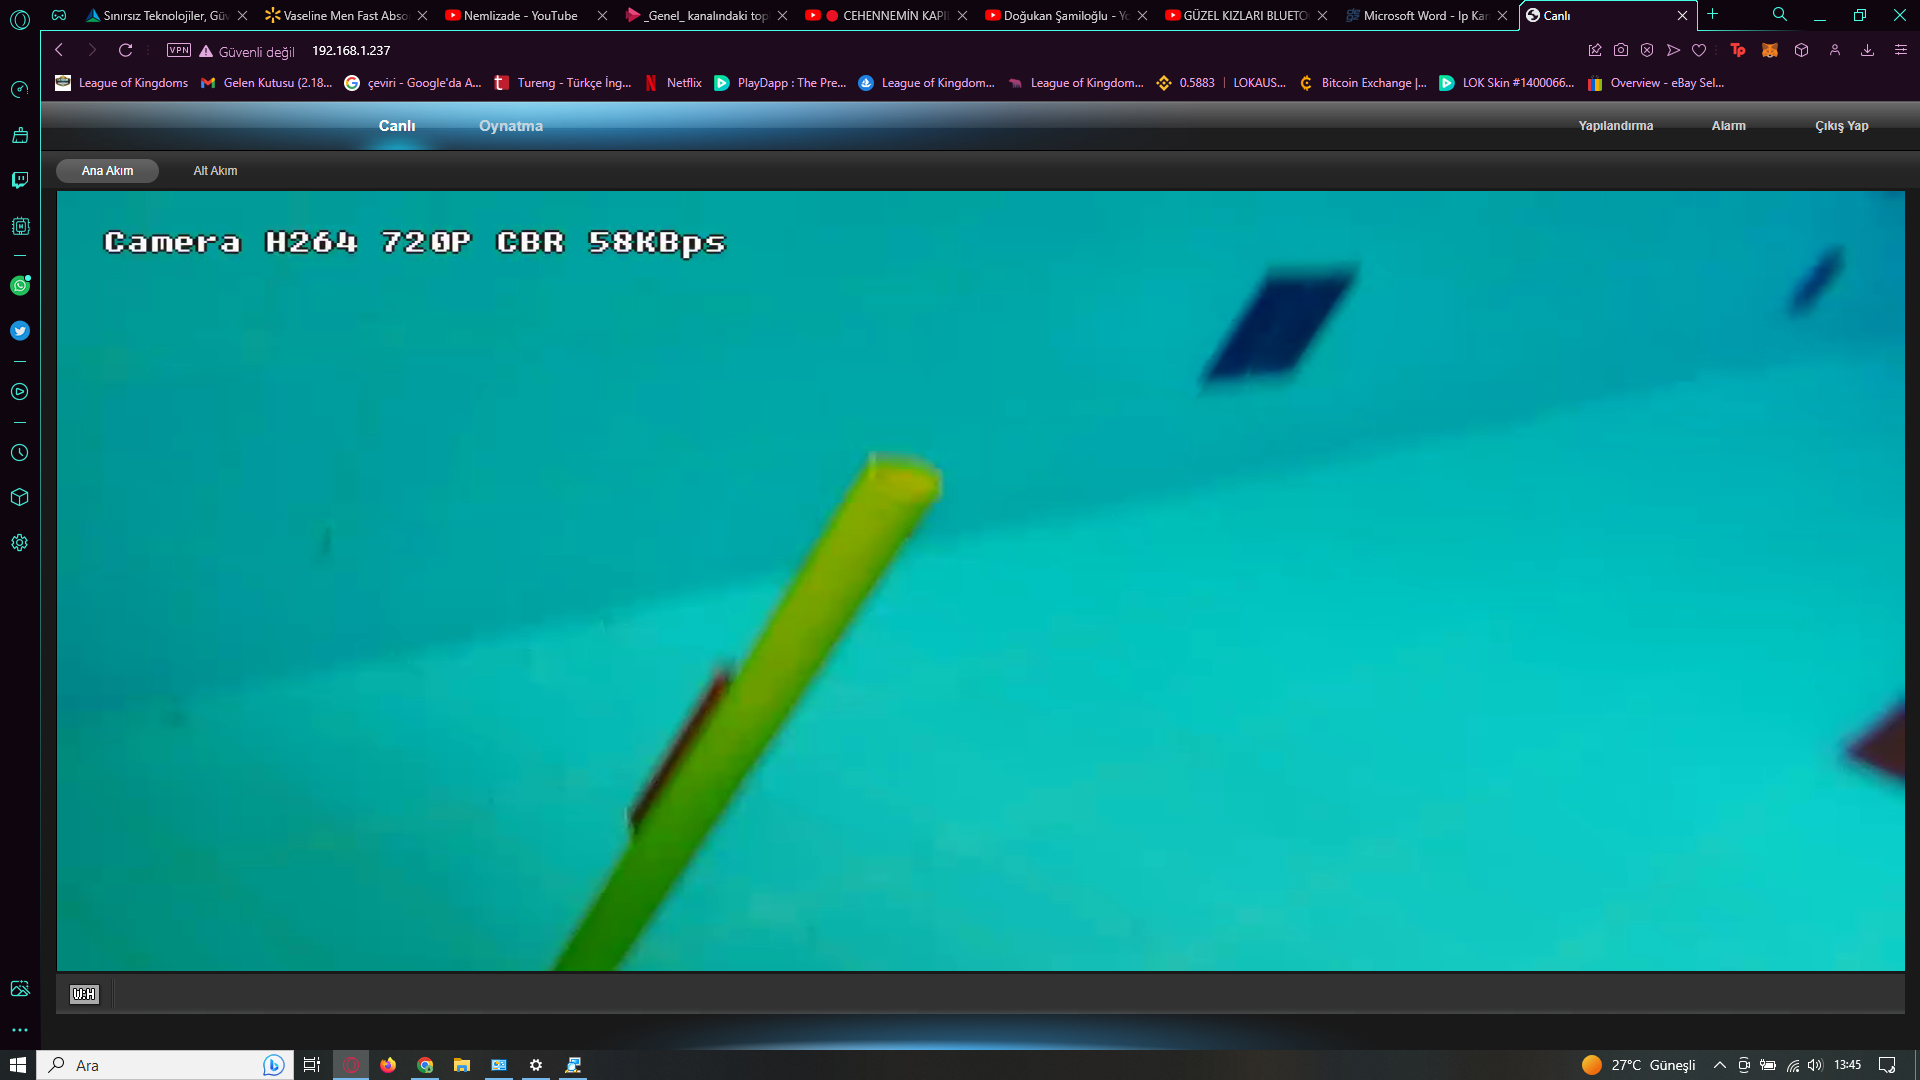 Sınırsız Teknolojiler, Güv
Vaseline Men Fast Abso
Nemlizade - YouTube
_Genel_ kanalındaki top
CEHENNEMİN KAPI
Doğukan Şamiloğlu - Yo
GÜZEL KIZLARI BLUETO
Microsoft Word - Ip Kam
Canlı
VPN
Güvenli değil
192.168.1.237
League of Kingdoms
Gelen Kutusu (2.18...
çeviri - Google'da A...
Tureng - Türkçe İng...
Netflix
PlayDapp : The Pre...
League of Kingdom...
League of Kingdom...
0.5883 | LOKAUS...
Bitcoin Exchange |...
LOK Skin #1400066...
Overview - eBay Sel...
Canlı
Oynatma
Yapılandırma
Alarm
Çıkış Yap
Ana Akım
Alt Akım
Camera H264 720P CBR 58KBps
W:H
Ara
27°C Güneşli
13:45